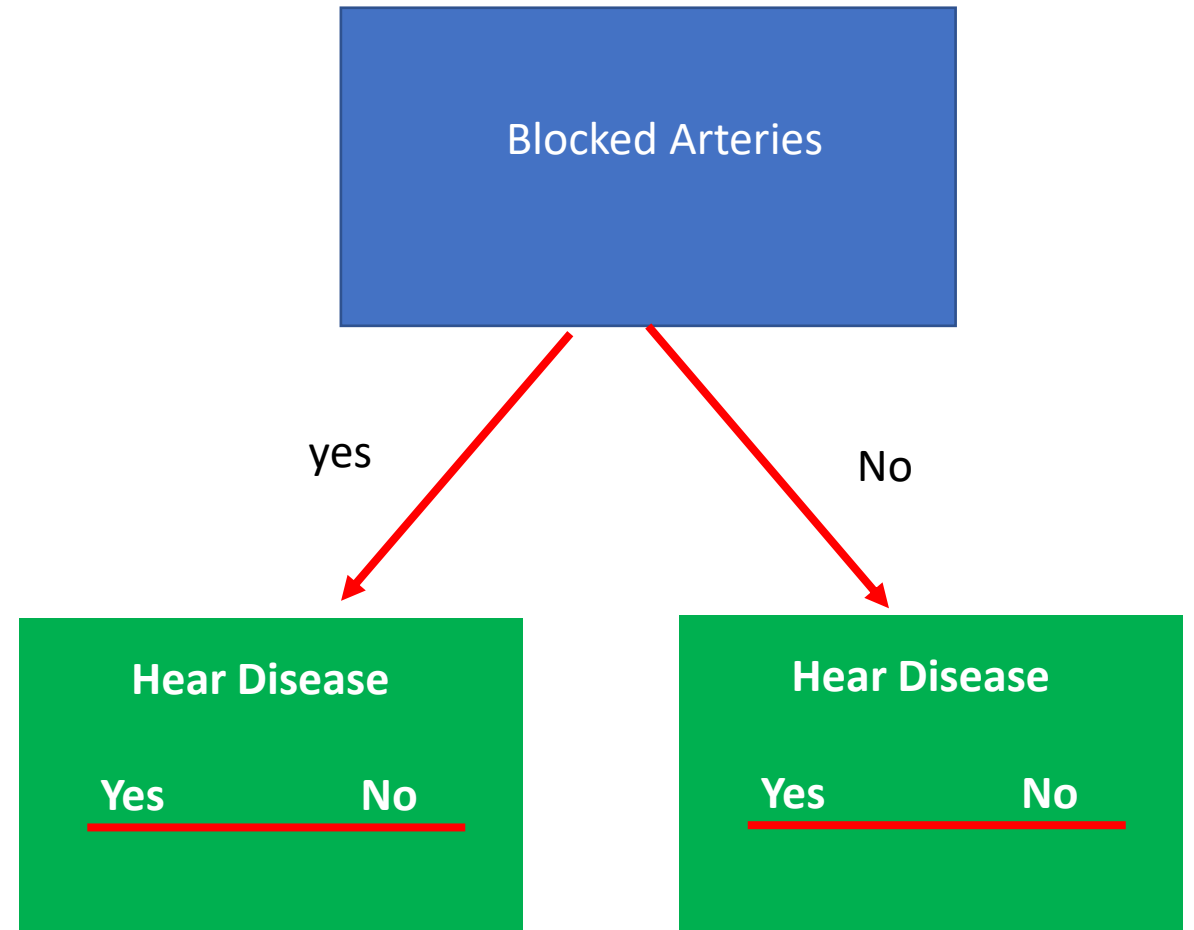 Blocked Arteries
yes
No
Hear Disease
Yes No
Hear Disease
Yes No